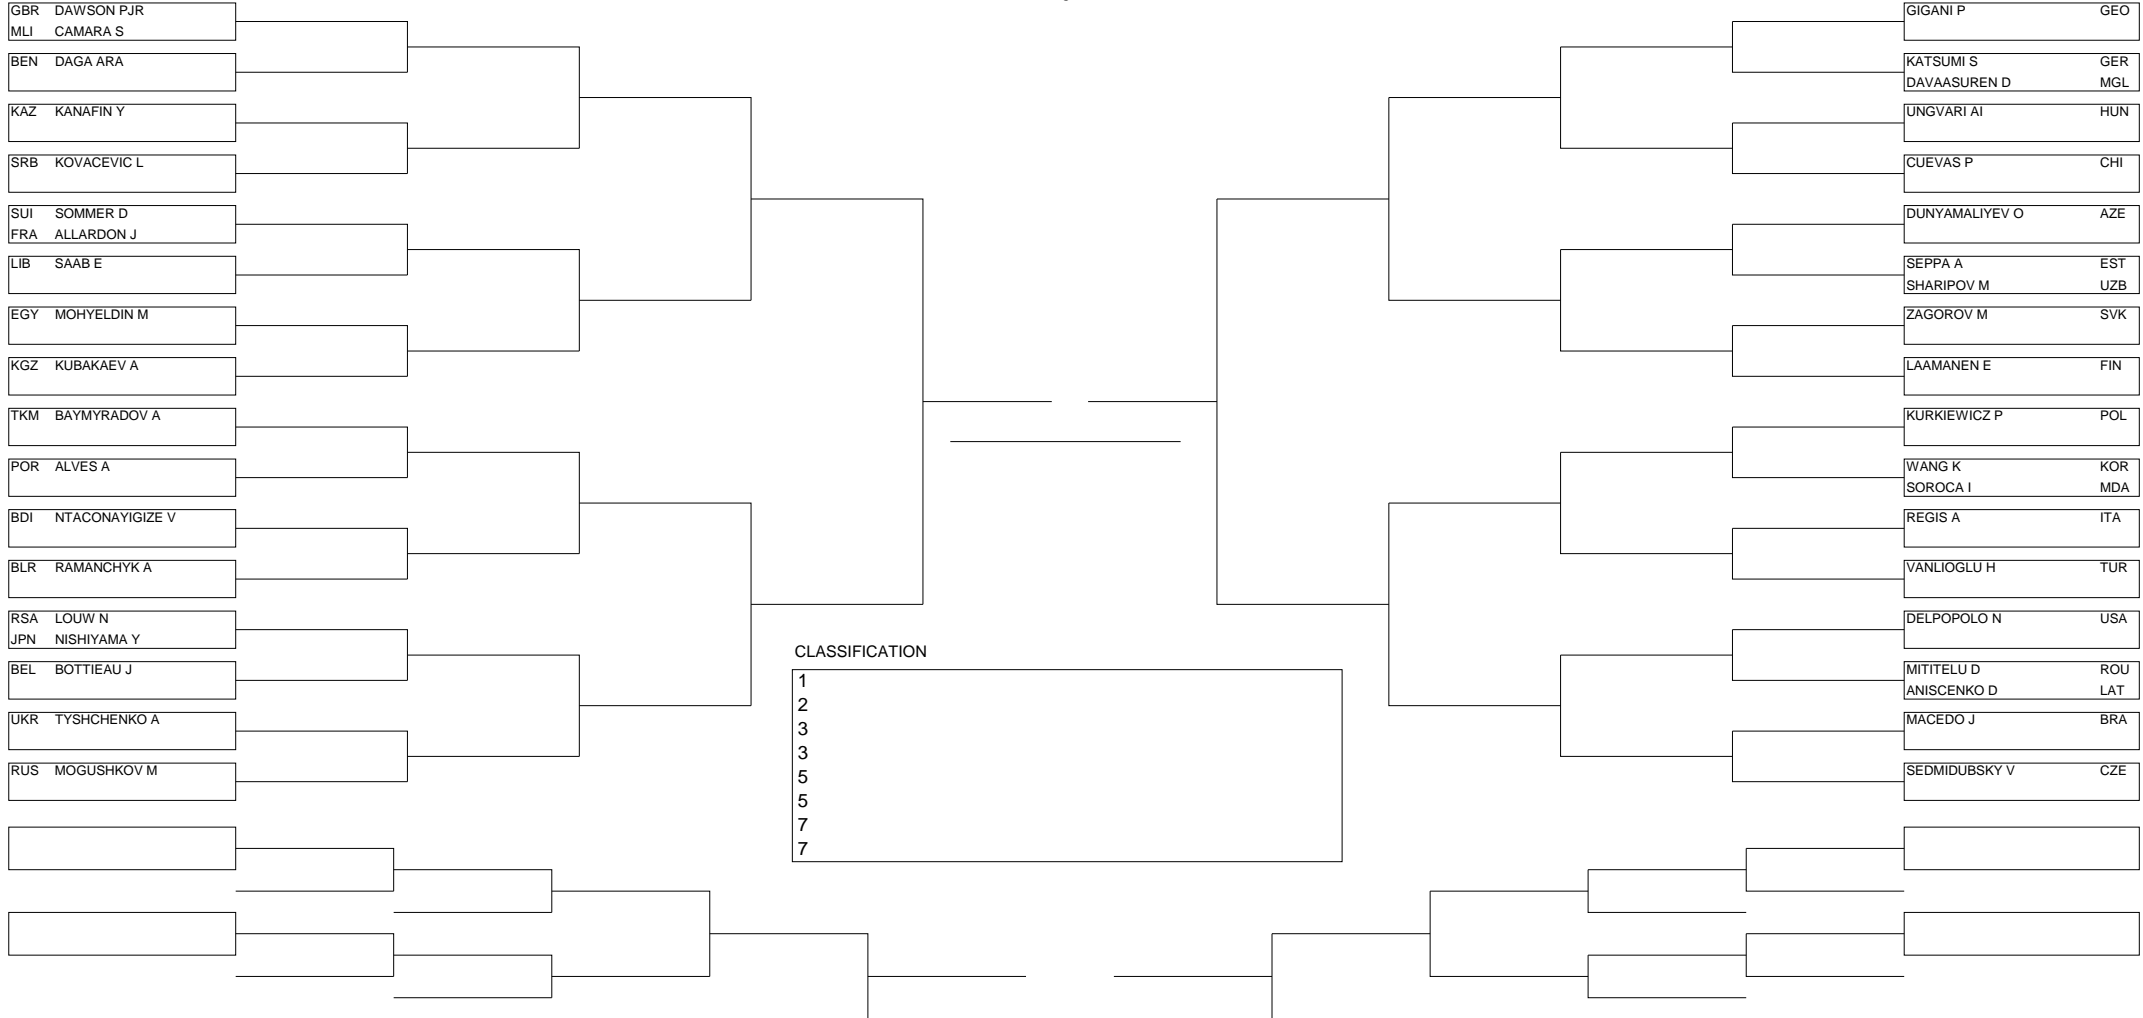 GBR DAWSON PJR
MLI CAMARA S
BEN DAGA ARA
KAZ KANAFIN Y
SRB KOVACEVIC L
SUI SOMMER D
FRA ALLARDON J
LIB SAAB E
EGY MOHYELDIN M
KGZ KUBAKAEV A
TKM BAYMYRADOV A
POR ALVES A
BDI NTACONAYIGIZE V
BLR RAMANCHYK A
RSA LOUW N
JPN NISHIYAMA Y
BEL BOTTIEAU J
UKR TYSHCHENKO A
RUS MOGUSHKOV M
CLASSIFICATION
1
2
3
3
5
5
7
7
GIGANI P GEO
KATSUMI S GER
DAVAASUREN D MGL
UNGVARI AI HUN
CUEVAS P CHI
DUNYAMALIYEV O AZE
SEPPA A EST
SHARIPOV M UZB
ZAGOROV M SVK
LAAMANEN E FIN
KURKIEWICZ P POL
WANG K KOR
SOROCA I MDA
REGIS A ITA
VANLIOGLU H TUR
DELPOPOLO N USA
MITITELU D ROU
ANISCENKO D LAT
MACEDO J BRA
SEDMIDUBSKY V CZE